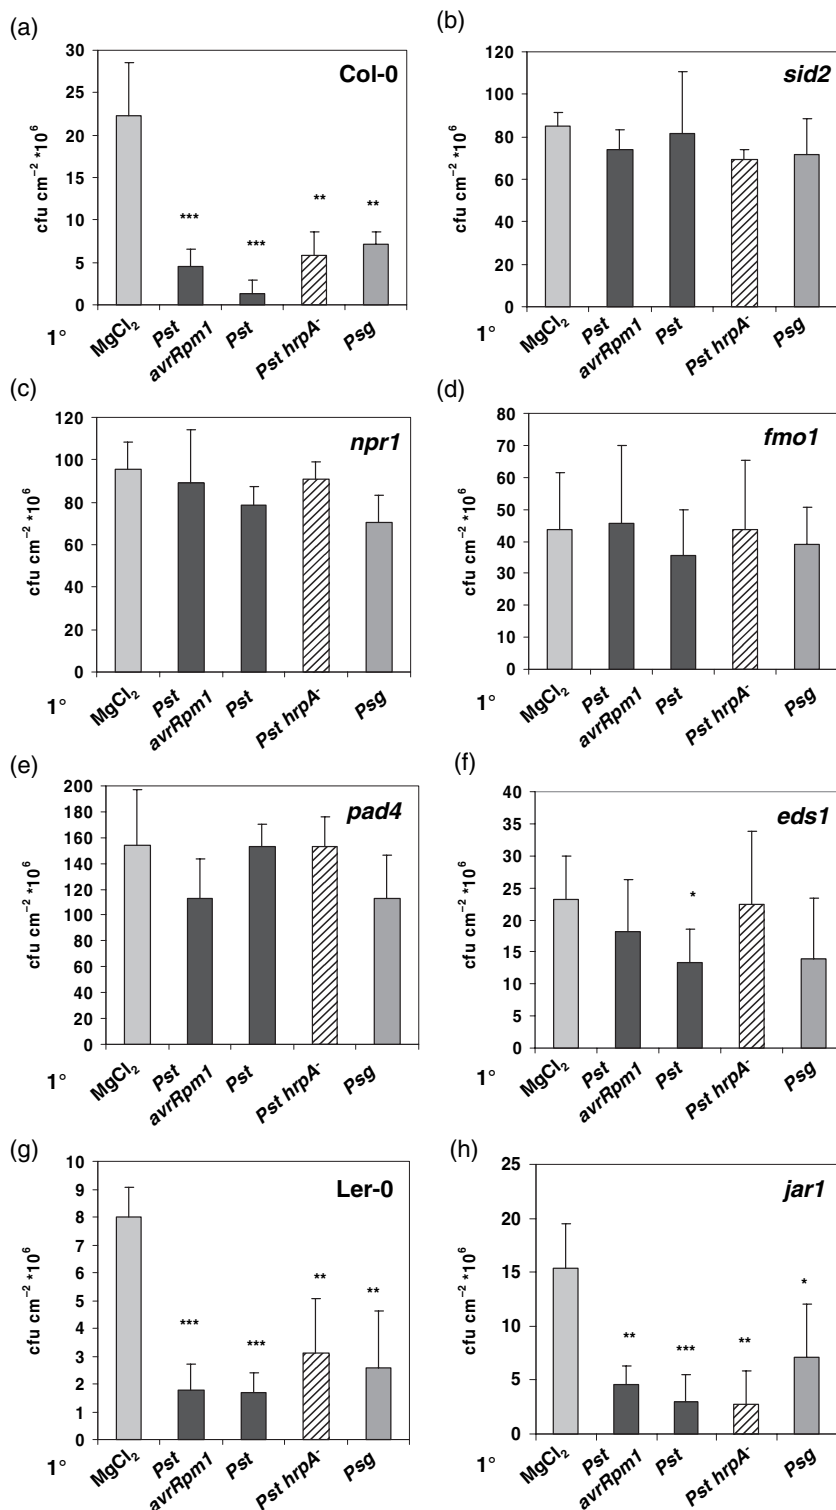 (a)
Col-0
cfu cm⁻² *10⁶
30
25
20
15
10
5
0
***
***
**
**
1°
MgCl₂
Pst avrRpm1
Pst
Pst hrpA⁻
Psg
(b)
sid2
cfu cm⁻² *10⁶
120
100
80
60
40
20
0
1°
MgCl₂
Pst avrRpm1
Pst
Pst hrpA⁻
Psg
(c)
npr1
cfu cm⁻² *10⁶
120
100
80
60
40
20
0
1°
MgCl₂
Pst avrRpm1
Pst
Pst hrpA⁻
Psg
(d)
fmo1
cfu cm⁻² *10⁶
80
70
60
50
40
30
20
10
0
1°
MgCl₂
Pst avrRpm1
Pst
Pst hrpA⁻
Psg
(e)
pad4
cfu cm⁻² *10⁶
200
180
160
140
120
100
80
60
40
20
0
1°
MgCl₂
Pst avrRpm1
Pst
Pst hrpA⁻
Psg
(f)
eds1
cfu cm⁻² *10⁶
40
35
30
25
20
15
10
5
0
*
1°
MgCl₂
Pst avrRpm1
Pst
Pst hrpA⁻
Psg
(g)
Ler-0
cfu cm⁻² *10⁶
10
9
8
7
6
5
4
3
2
1
0
***
***
**
**
1°
MgCl₂
Pst avrRpm1
Pst
Pst hrpA⁻
Psg
(h)
jar1
cfu cm⁻² *10⁶
25
20
15
10
5
0
**
***
**
*
1°
MgCl₂
Pst avrRpm1
Pst
Pst hrpA⁻
Psg